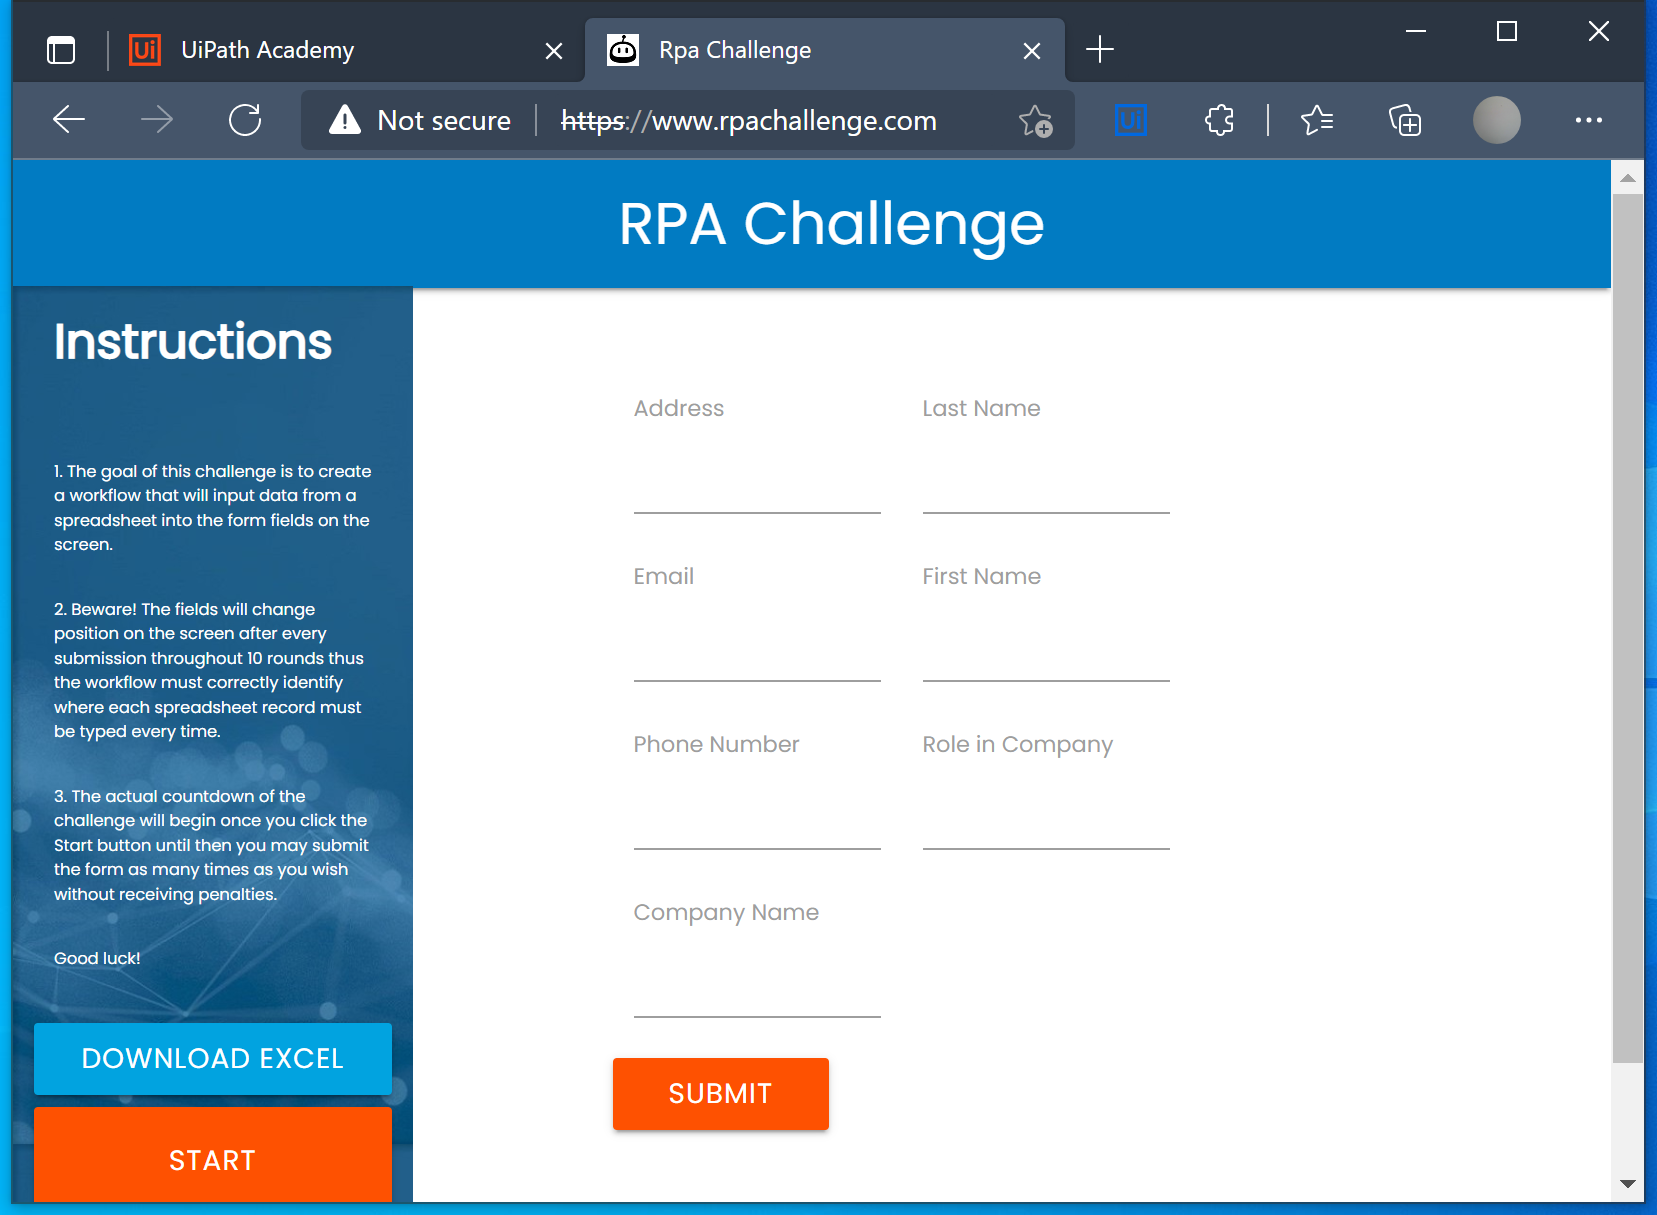 Ui UiPath Academy
Rpa Challenge
Not secure
https://www.rpachallenge.com
Ui
RPA Challenge
Instructions
1. The goal of this challenge is to create
a workflow that will input data from a
spreadsheet into the form fields on the
screen.
2. Beware! The fields will change
position on the screen after every
submission throughout 10 rounds thus
the workflow must correctly identify
where each spreadsheet record must
be typed every time.
3. The actual countdown of the
challenge will begin once you click the
Start button until then you may submit
the form as many times as you wish
without receiving penalties.
Good luck!
DOWNLOAD EXCEL
START
Address
Last Name
Email
First Name
Phone Number
Role in Company
Company Name
SUBMIT